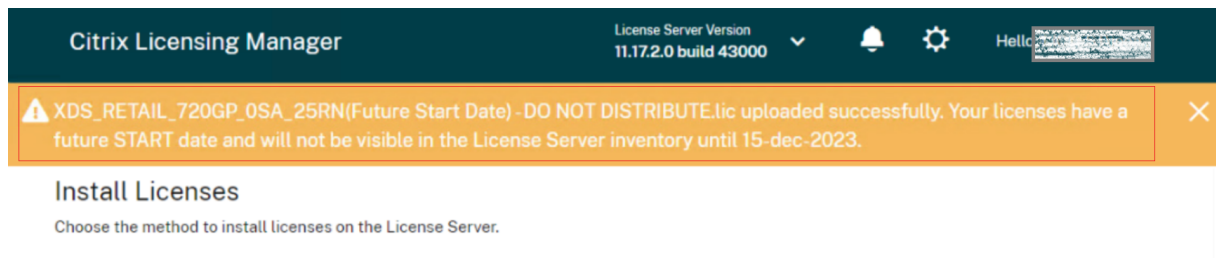 Citrix Licensing Manager
License Server Version
11.17.2.0 build 43000
Hello
XDS_RETAIL_720GP_0SA_25RN(Future Start Date) - DO NOT DISTRIBUTE.lic uploaded successfully. Your licenses have a
future START date and will not be visible in the License Server inventory until 15-dec-2023.
Install Licenses
Choose the method to install licenses on the License Server.